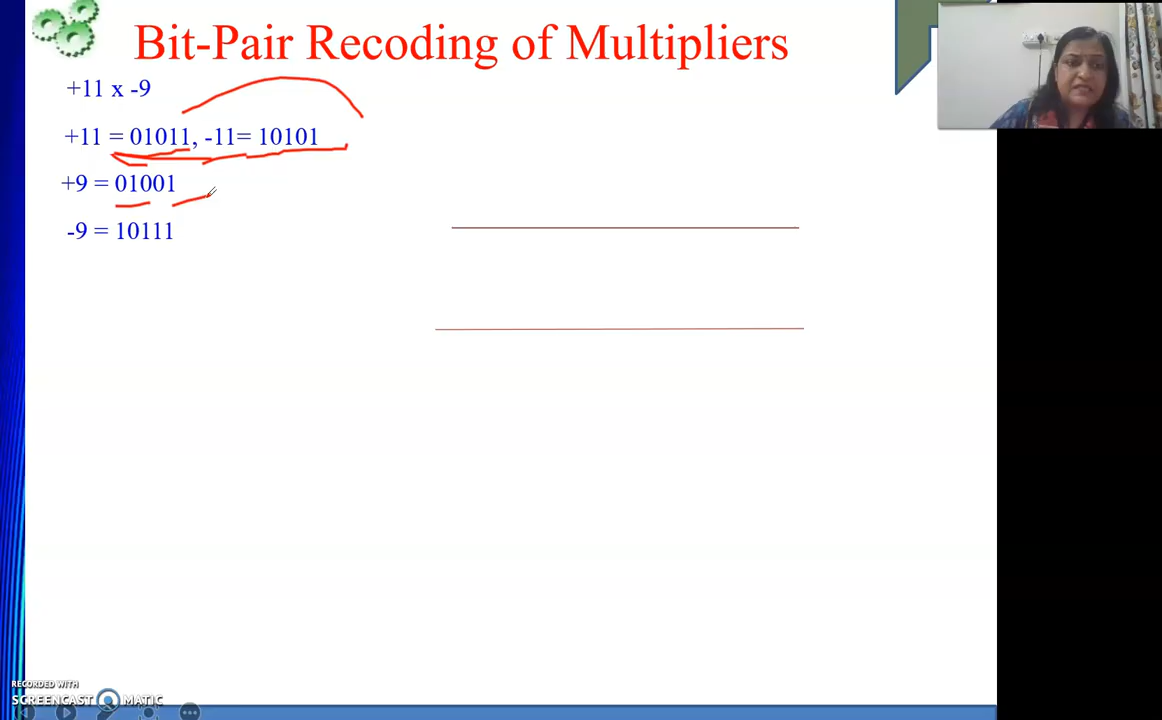 Bit-Pair Recoding of Multipliers
+11 x -9
+11 = 01011, -11= 10101
+9 = 01001
-9 = 10111
RECORDED WITH
SCREENCAST MATIC